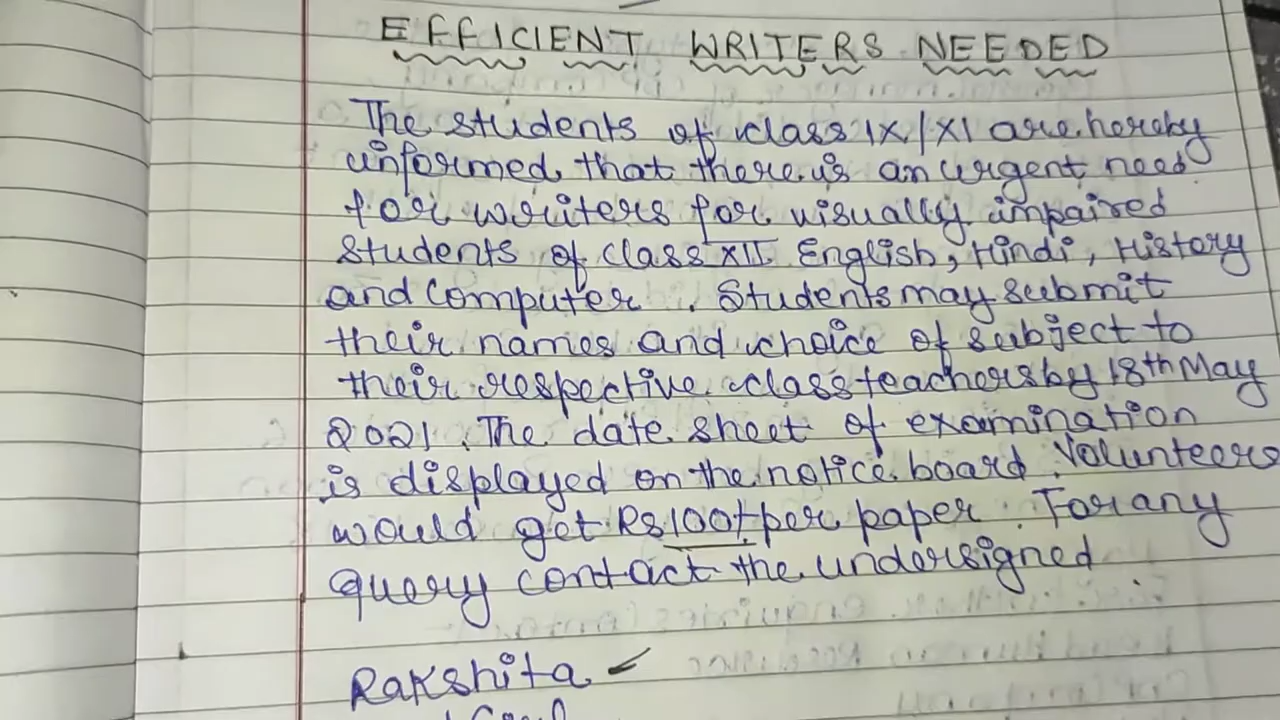 EFFICIENT WRITERS NEEDED
The students of class IX/XI are hereby
informed that there is an urgent need
for writers for visually impaired
students of class XII English, Hindi, History
and computer. Students may submit
their names and choice of subject to
their respective class teachers by 18th May
2021. The date sheet of examination
is displayed on the notice board. Volunteers
would get Rs 100 per paper. For any
query contact the undersigned
Rakshita